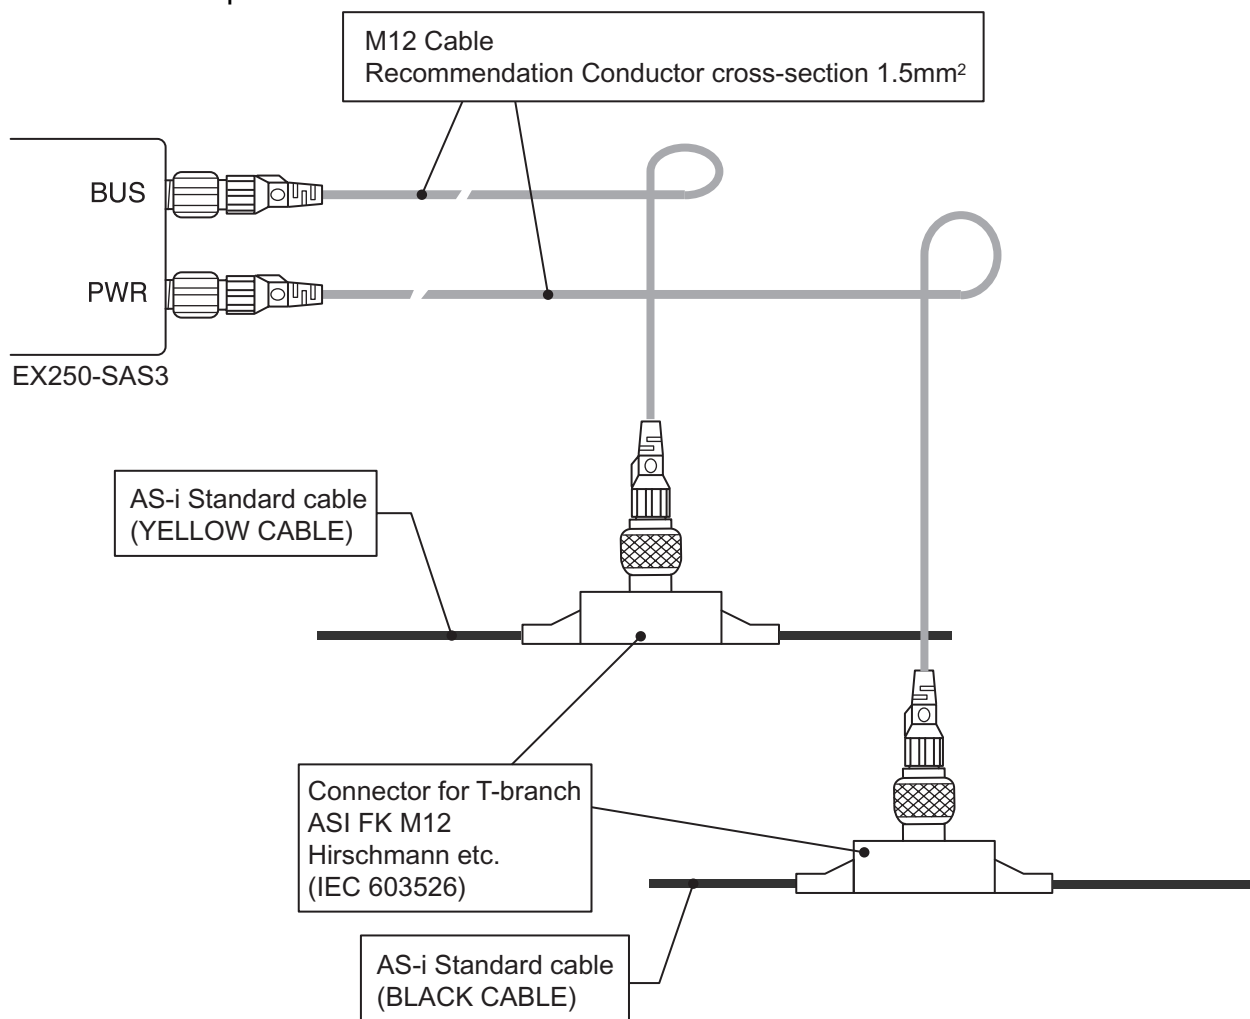 M12 Cable
Recommendation Conductor cross-section 1.5mm²
BUS
PWR
EX250-SAS3
AS-i Standard cable
(YELLOW CABLE)
Connector for T-branch
ASI FK M12
Hirschmann etc.
(IEC 603526)
AS-i Standard cable
(BLACK CABLE)